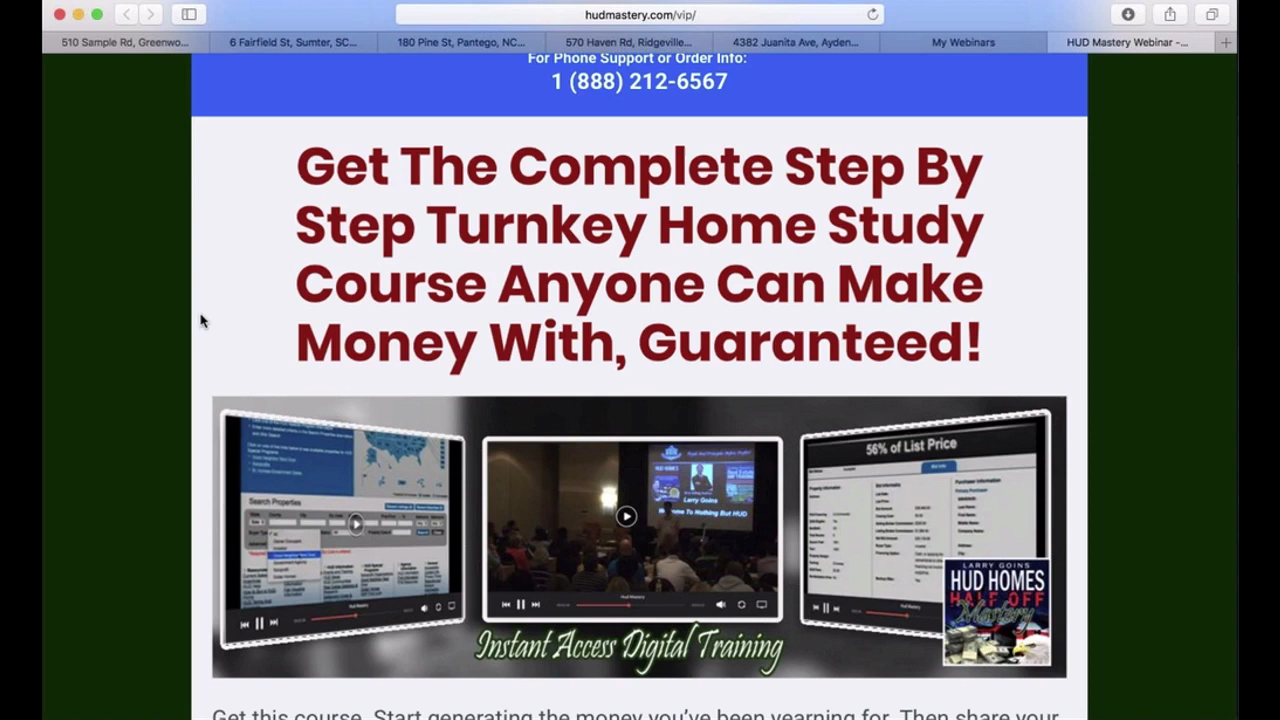 hudmastery.com/vip/
510 Sample Rd, Greenwo...
6 Fairfield St, Sumter, SC...
180 Pine St, Pantego, NC...
570 Haven Rd, Ridgeville...
4382 Juanita Ave, Ayden...
My Webinars
HUD Mastery Webinar -...
For Phone Support or Order Info:
1 (888) 212-6567
Get The Complete Step By
Step Turnkey Home Study
Course Anyone Can Make
Money With, Guaranteed!
Search Properties
Larry Goins
Hud Mastery
56% of List Price
LARRY GOINS
HUD HOMES
HALF OFF
Mastery
Instant Access Digital Training
Get this course. Start generating the money you've been yearning for. Then share your